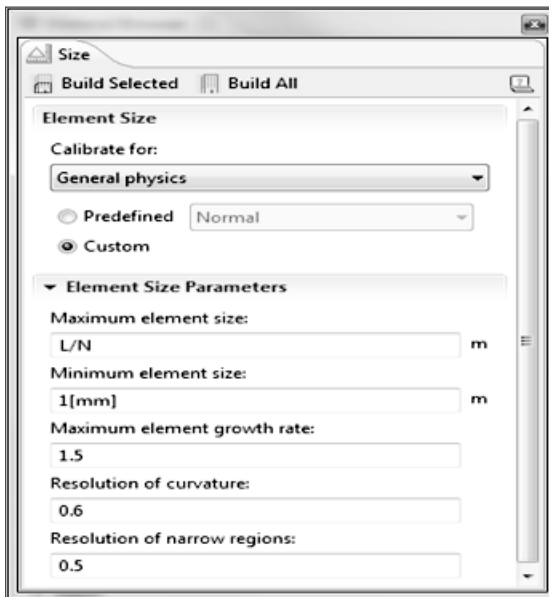 Size
Build Selected Build All
Element Size
Calibrate for:
General physics
Predefined Normal
Custom
Element Size Parameters
Maximum element size:
L/N m
Minimum element size:
1[mm] m
Maximum element growth rate:
1.5
Resolution of curvature:
0.6
Resolution of narrow regions:
0.5